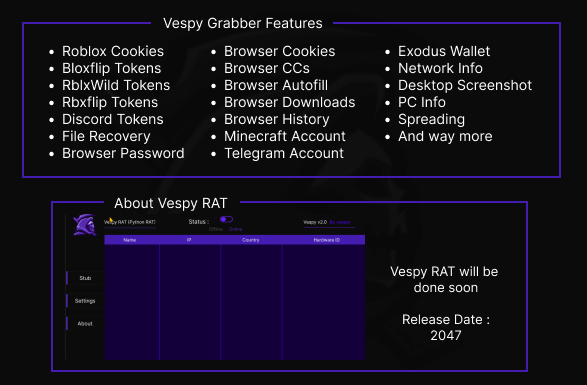 Vespy Grabber Features
• Roblox Cookies
• Bloxflip Tokens
• RblxWild Tokens
• Rbxflip Tokens
• Discord Tokens
• File Recovery
• Browser Password
• Browser Cookies
• Browser CCs
• Browser Autofill
• Browser Downloads
• Browser History
• Minecraft Account
• Telegram Account
• Exodus Wallet
• Network Info
• Desktop Screenshot
• PC Info
• Spreading
• And way more
About Vespy RAT
Vespy RAT (Python RAT)
Status :
Offline Online
Vespy v2.0
Name IP Country Hardware ID
Stub
Settings
About
Vespy RAT will be
done soon
Release Date :
2047